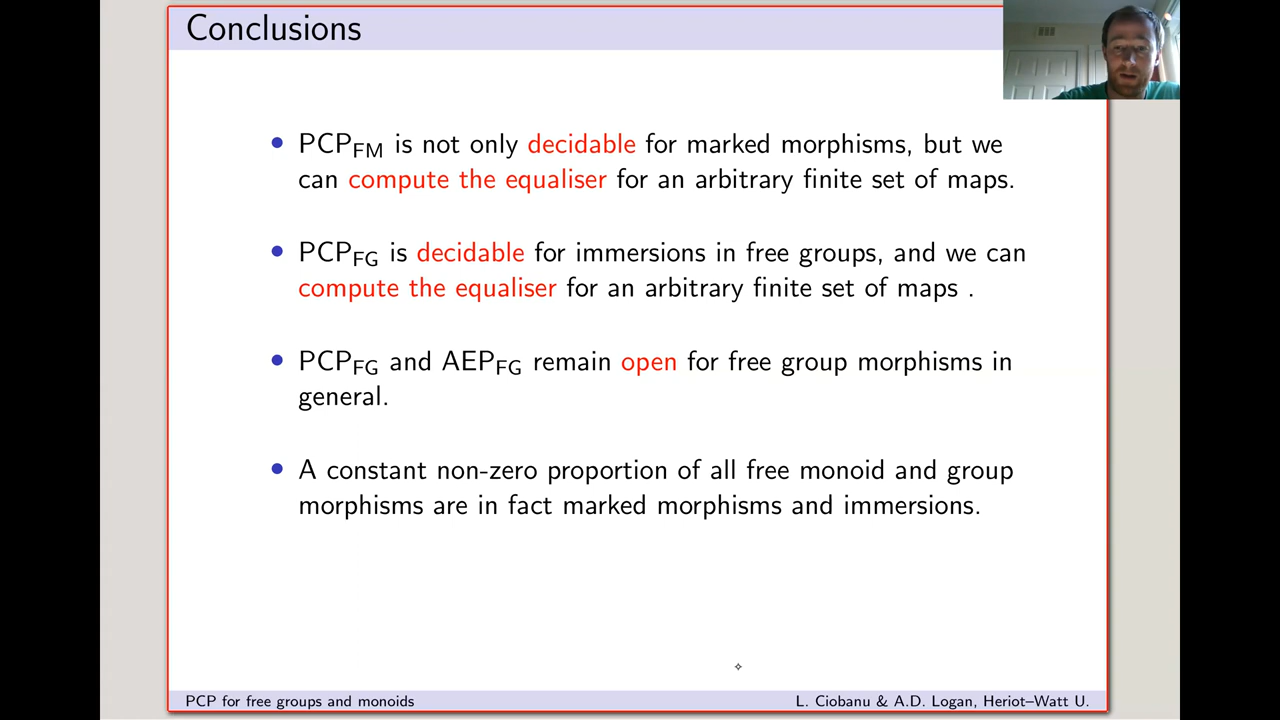 Conclusions
• PCP_FM is not only decidable for marked morphisms, but we
can compute the equaliser for an arbitrary finite set of maps.
• PCP_FG is decidable for immersions in free groups, and we can
compute the equaliser for an arbitrary finite set of maps .
• PCP_FG and AEP_FG remain open for free group morphisms in
general.
• A constant non-zero proportion of all free monoid and group
morphisms are in fact marked morphisms and immersions.
PCP for free groups and monoids
L. Ciobanu & A.D. Logan, Heriot–Watt U.